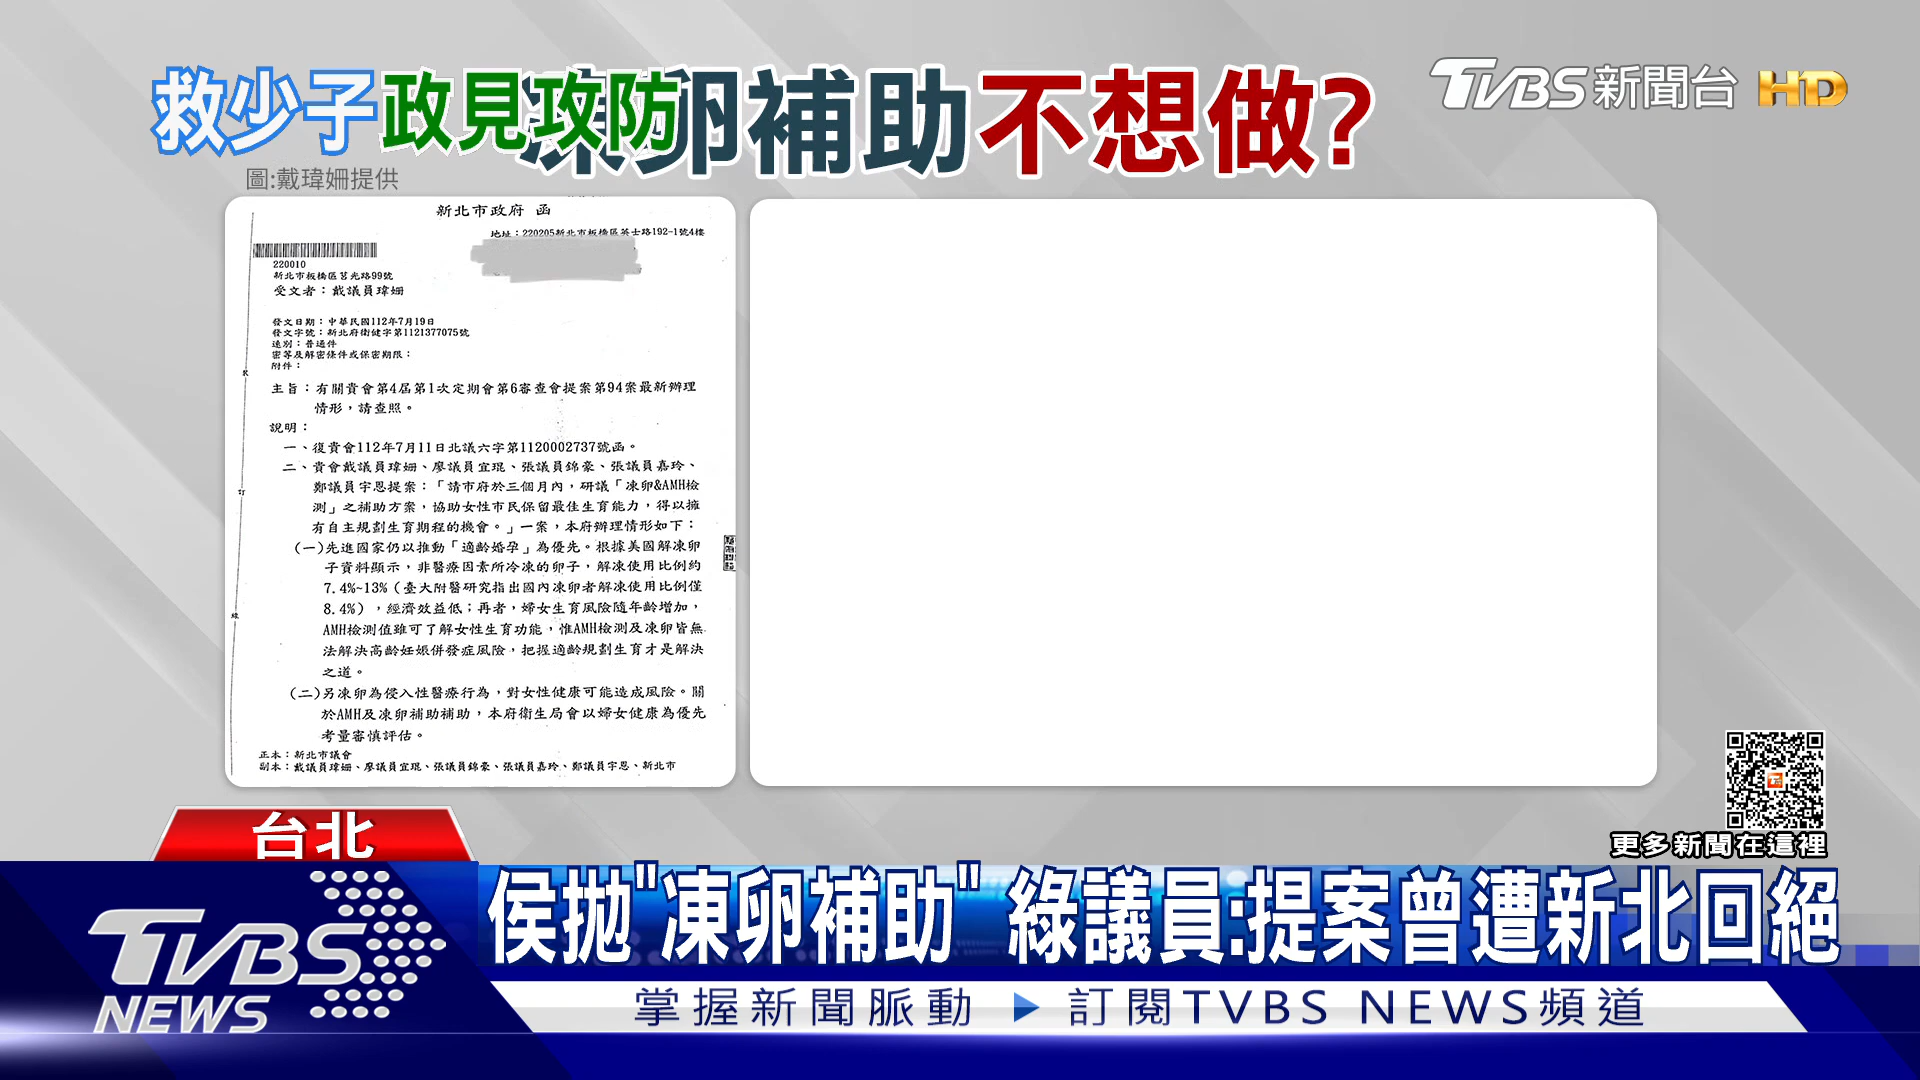 救少子政見攻防凍卵補助不想做?
TVBS新聞台 HD
圖:戴瑋姍提供
新北市政府 函
地址:220205新北市板橋區英士路192-1號4樓
220010
新北市板橋區莒光路99號
受文者:戴議員瑋姍
發文日期:中華民國112年7月19日
發文字號:新北府衛健字第1121377075號
速別:普通件
密等及解密條件或保密期限:
附件:
主旨:有關貴會第4屆第1次定期會第6審查會提案第94案最新辦理
情形,請查照。
說明:
一、復貴會112年7月11日北議六字第1120002737號函。
二、貴會戴議員瑋姍、廖議員宜琨、張議員錦豪、張議員嘉玲、
鄭議員宇恩提案:「請市府於三個月內,研議「凍卵&AMH檢
測」之補助方案,協助女性市民保留最佳生育能力,得以擁
有自主規劃生育期程的機會。」一案,本府辦理情形如下:
(一)先進國家仍以推動「適齡婚孕」為優先。根據美國解凍卵
子資料顯示,非醫療因素所冷凍的卵子,解凍使用比例約
7.4%~13%(臺大附醫研究指出國內凍卵者解凍使用比例僅
8.4%),經濟效益低;再者,婦女生育風險隨年齡增加,
AMH檢測值雖可了解女性生育功能,惟AMH檢測及凍卵皆無
法解決高齡妊娠併發症風險,把握適齡規劃生育才是解決
之道。
(二)另凍卵為侵入性醫療行為,對女性健康可能造成風險。關
於AMH及凍卵補助補助,本府衛生局會以婦女健康為優先
考量審慎評估。
正本:新北市議會
副本:戴議員瑋姍、廖議員宜琨、張議員錦豪、張議員嘉玲、鄭議員宇恩、新北市
訂
線
更多新聞在這裡
台北
侯拋"凍卵補助" 綠議員:提案曾遭新北回絕
TVBS NEWS
掌握新聞脈動 ▶ 訂閱TVBS NEWS頻道